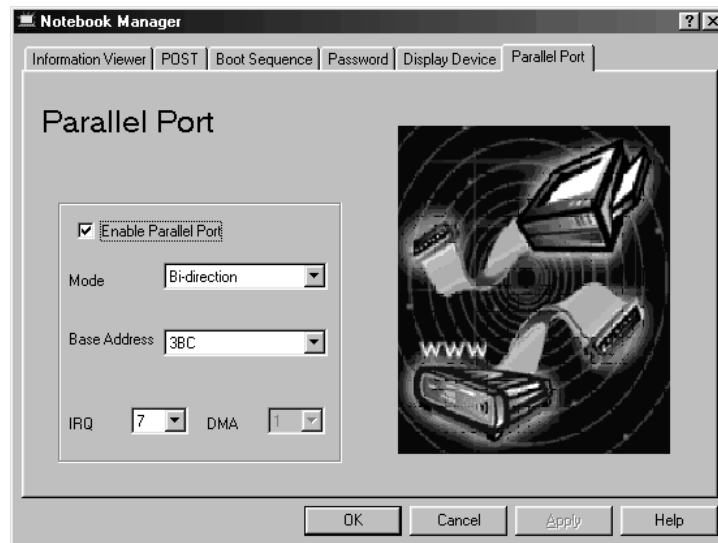 Notebook Manager
Information Viewer POST Boot Sequence Password Display Device Parallel Port
Parallel Port
Enable Parallel Port
Mode Bi-direction
Base Address 3BC
IRQ 7 DMA 1
WWW
OK Cancel Apply Help